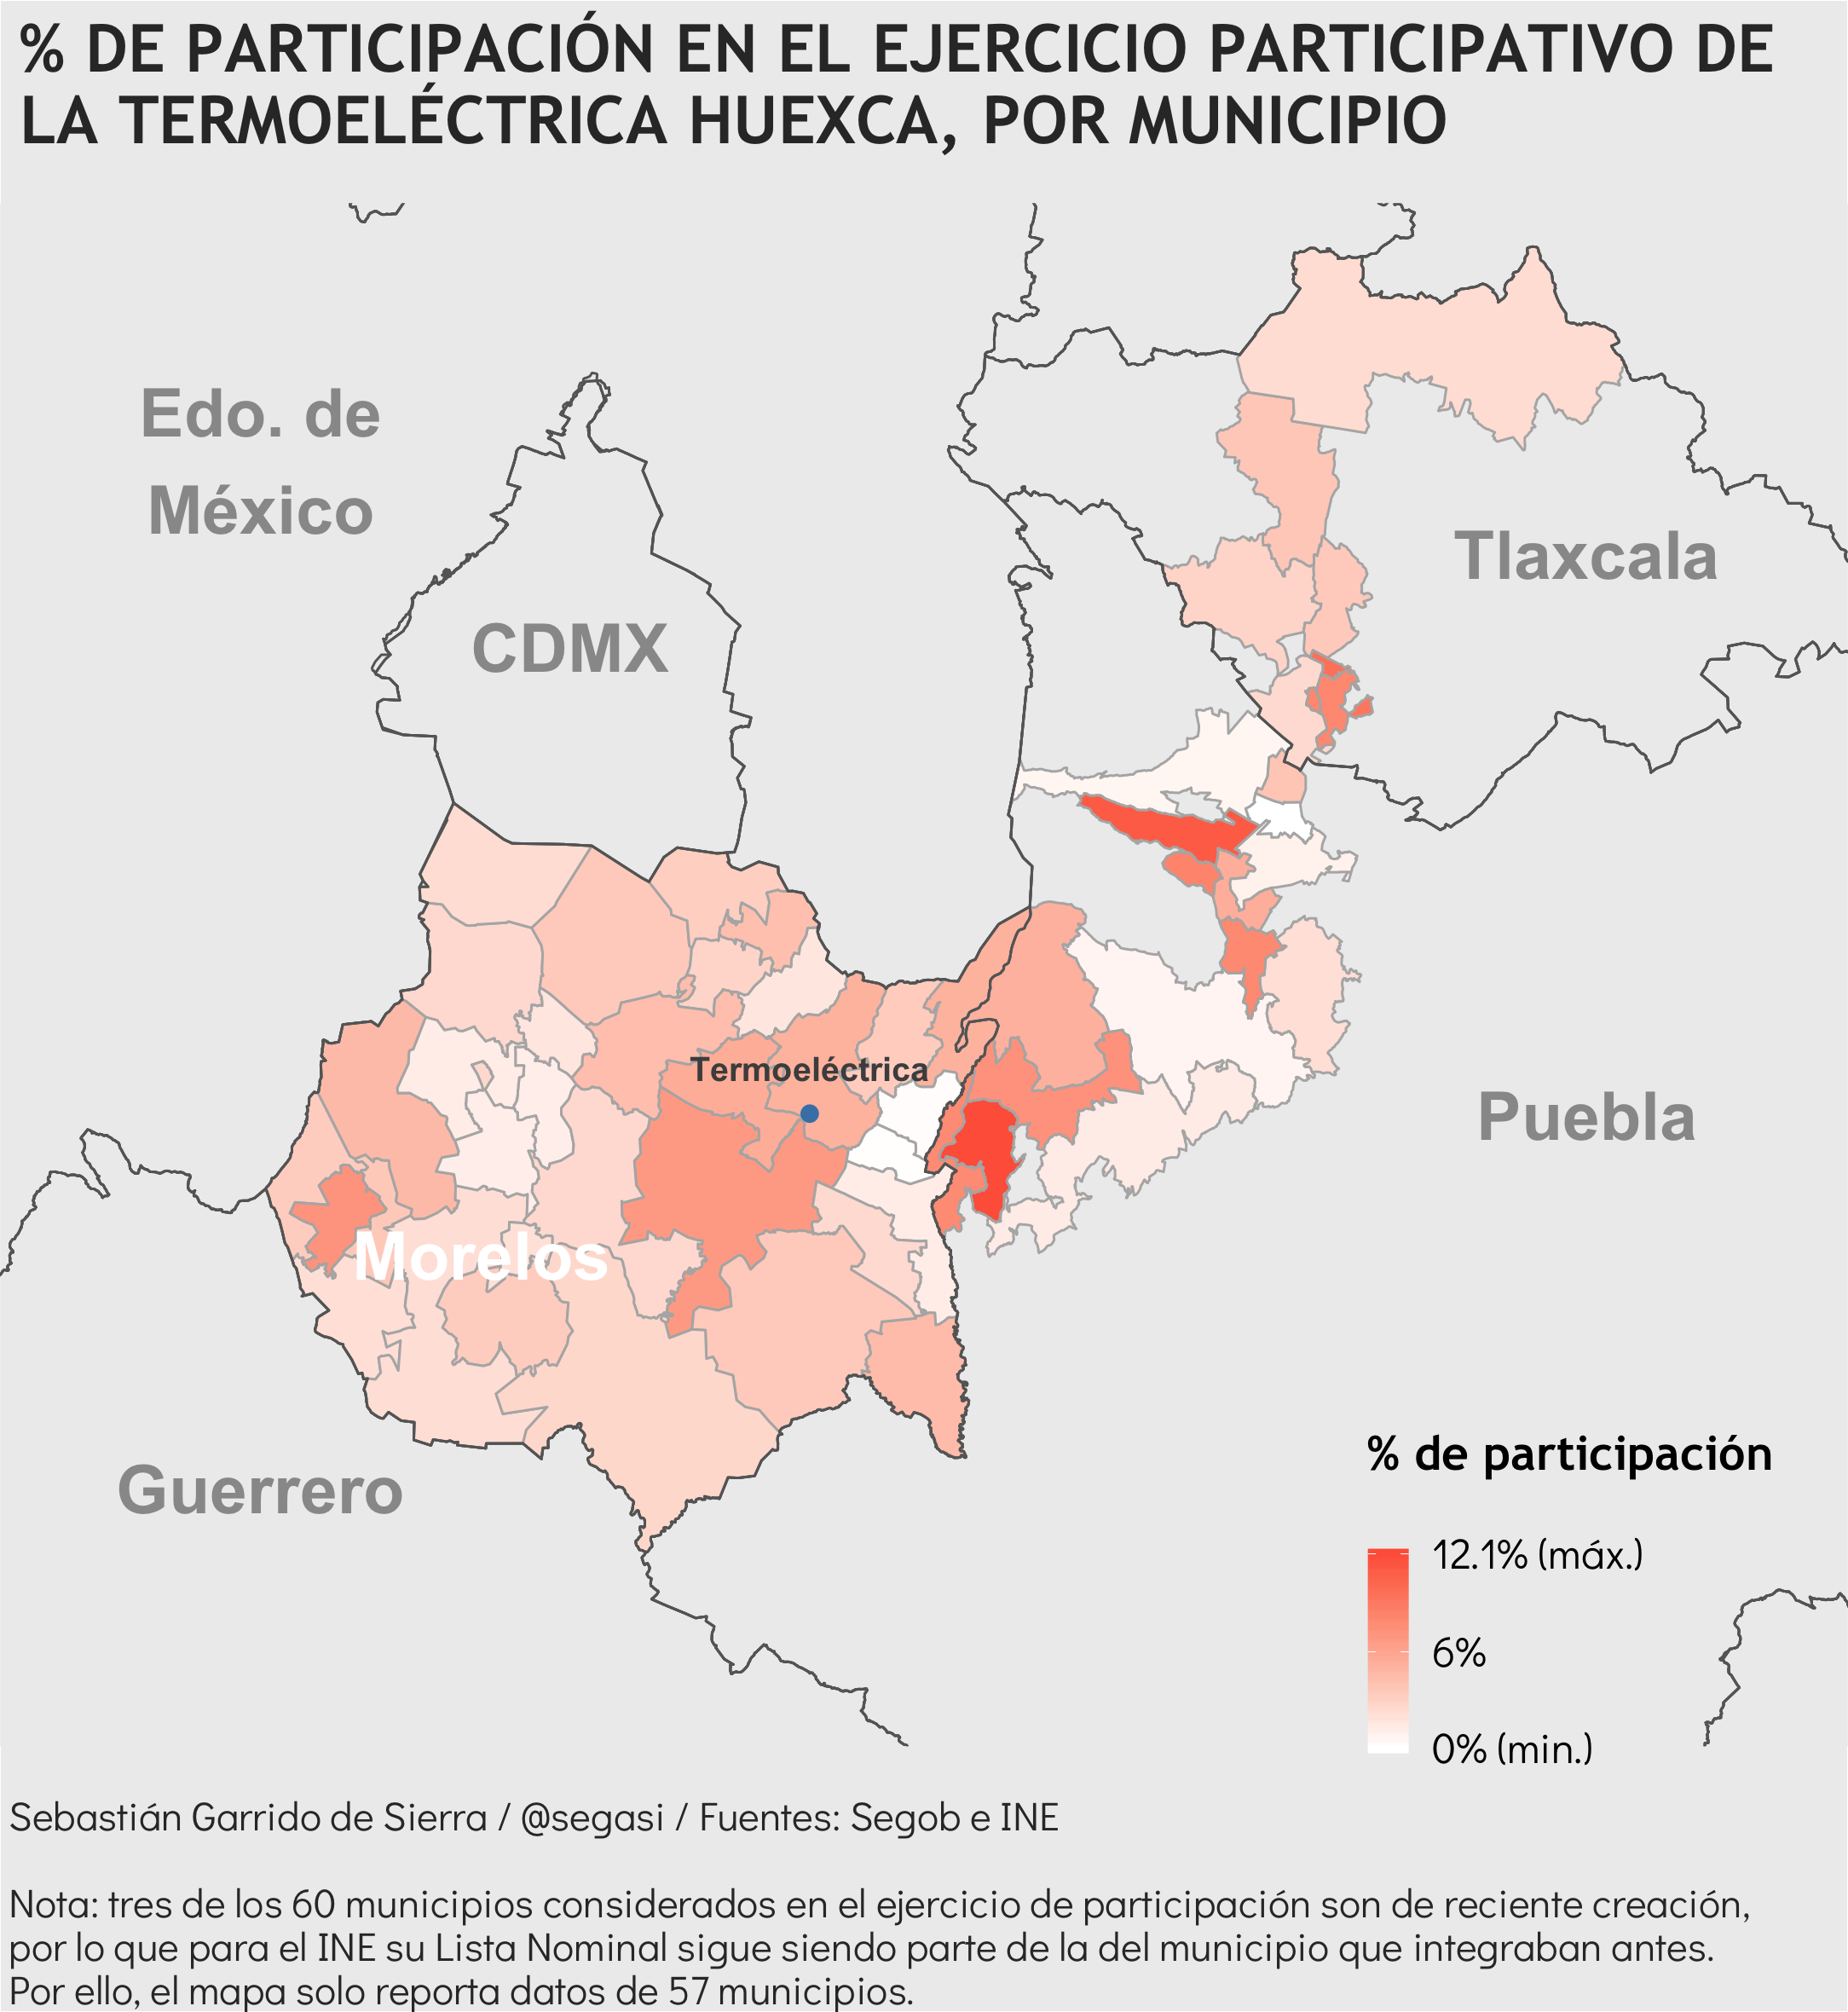 % DE PARTICIPACIÓN EN EL EJERCICIO PARTICIPATIVO DE
LA TERMOELÉCTRICA HUEXCA, POR MUNICIPIO
Edo. de
México
CDMX
Tlaxcala
Termoeléctrica
Puebla
Morelos
Guerrero
% de participación
12.1% (máx.)
6%
0% (min.)
Sebastián Garrido de Sierra / @segasi / Fuentes: Segob e INE
Nota: tres de los 60 municipios considerados en el ejercicio de participación son de reciente creación,
por lo que para el INE su Lista Nominal sigue siendo parte de la del municipio que integraban antes.
Por ello, el mapa solo reporta datos de 57 municipios.